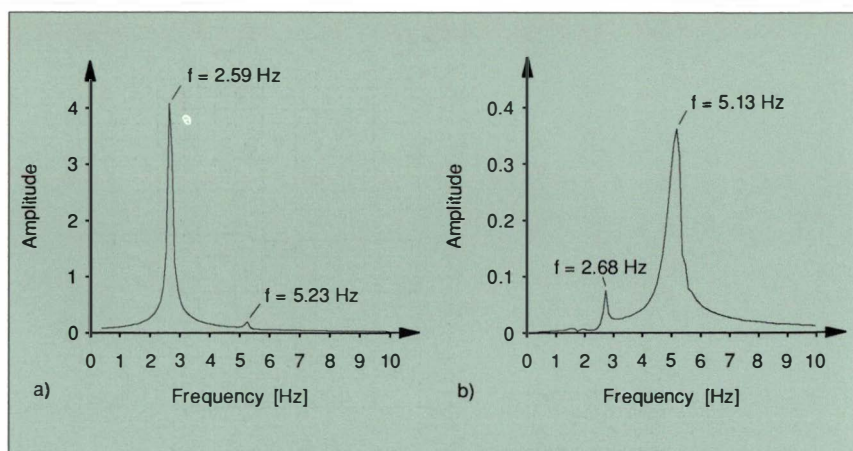 f = 2.59 Hz
4
3
2
1
0
Amplitude
f = 5.23 Hz
0 1 2 3 4 5 6 7 8 9 10
Frequency [Hz]
a)
f = 5.13 Hz
0.4
0.3
0.2
0.1
0
Amplitude
f = 2.68 Hz
0 1 2 3 4 5 6 7 8 9 10
Frequency [Hz]
b)